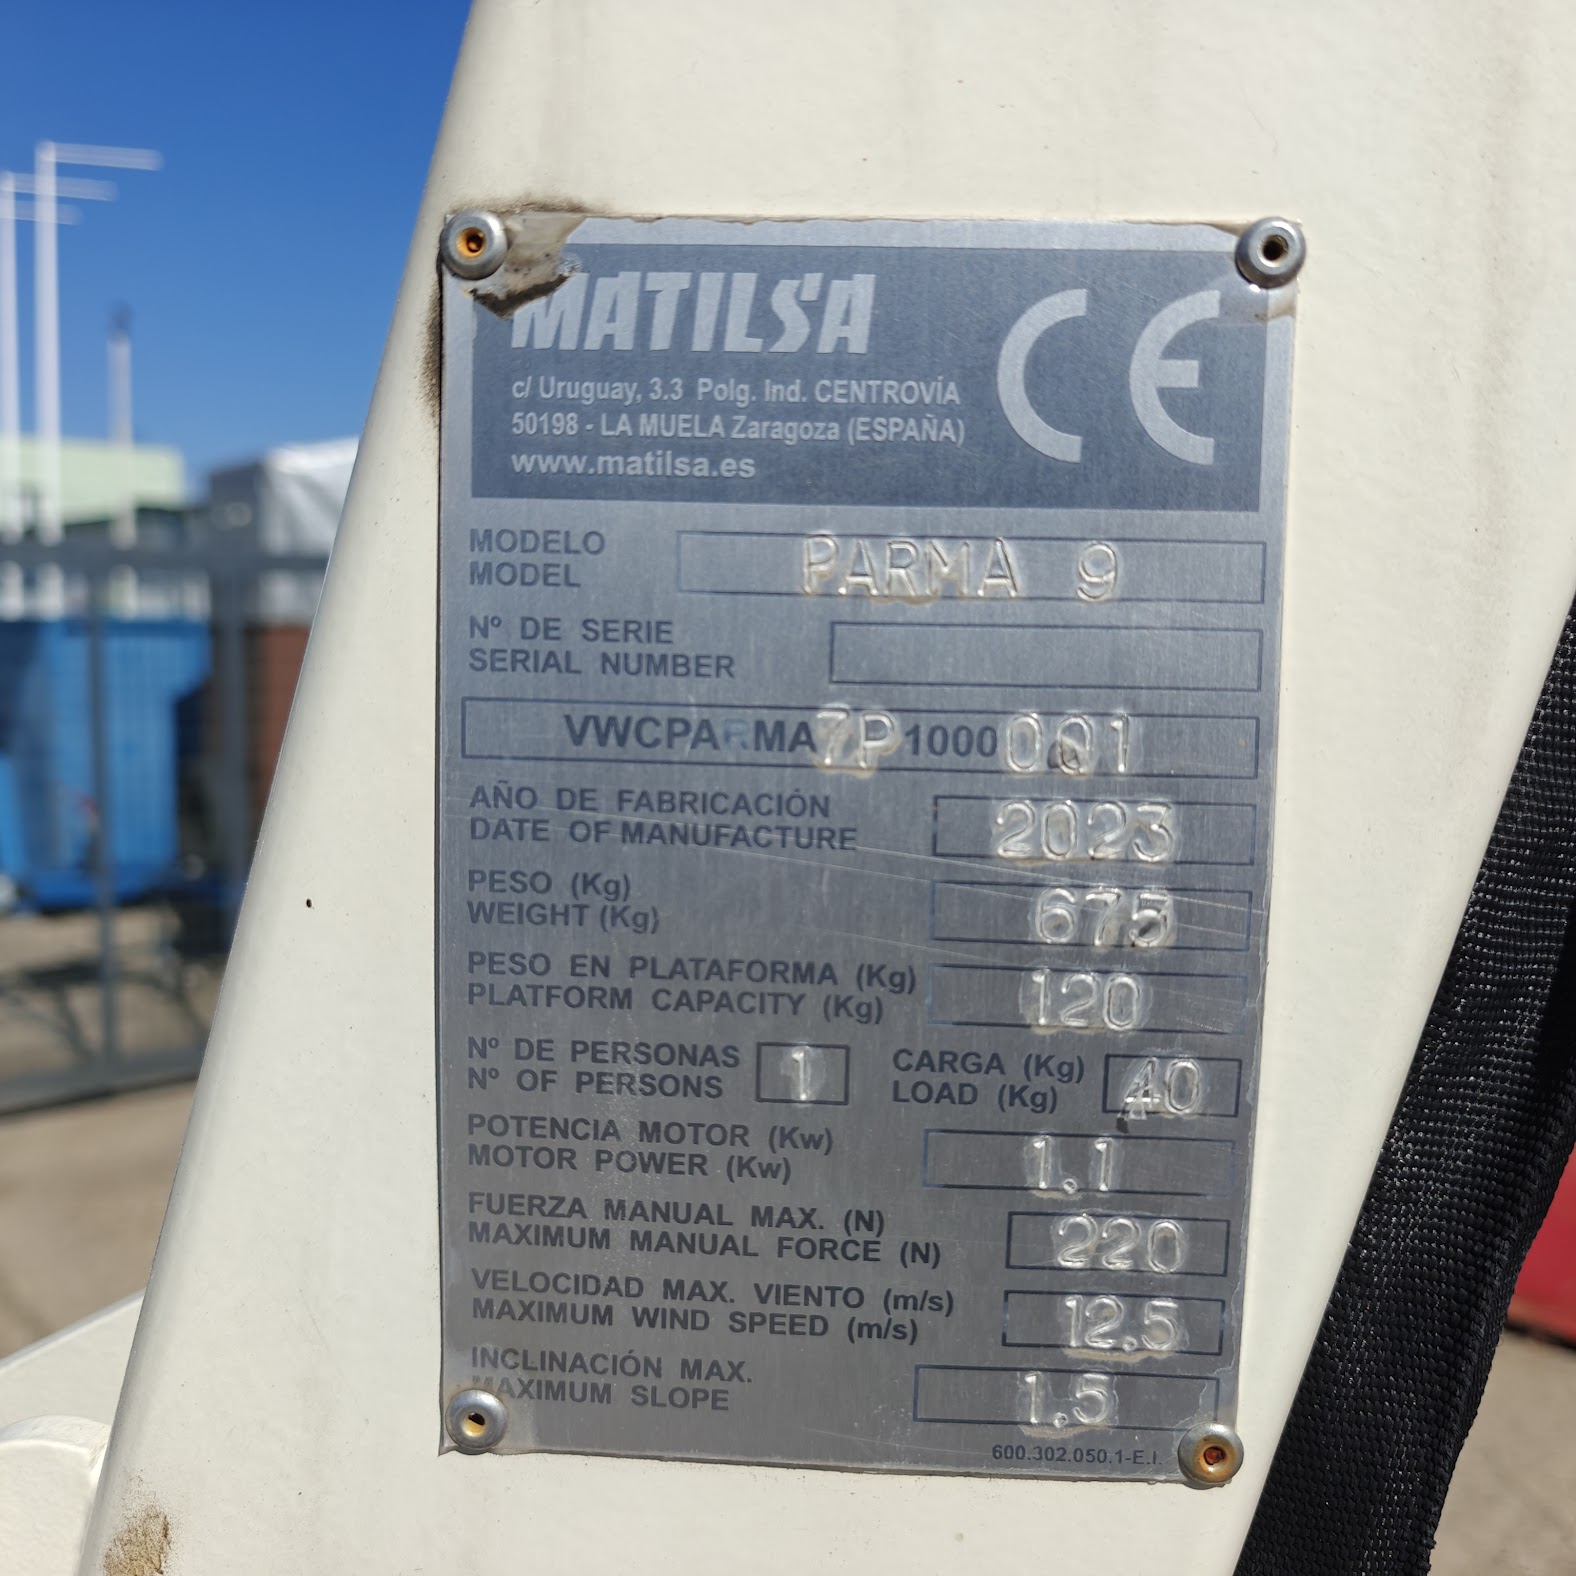 MATILSA
c/ Uruguay, 3.3 Polg. Ind. CENTROVÍA
50198 - LA MUELA Zaragoza (ESPAÑA)
www.matilsa.es
CE
MODELO
MODEL
PARMA 9
Nº DE SERIE
SERIAL NUMBER
VWCPARMA7P1000001
AÑO DE FABRICACIÓN
DATE OF MANUFACTURE
2023
PESO (Kg)
WEIGHT (Kg)
675
PESO EN PLATAFORMA (Kg)
PLATFORM CAPACITY (Kg)
120
Nº DE PERSONAS
Nº OF PERSONS
1
CARGA (Kg)
LOAD (Kg)
40
POTENCIA MOTOR (Kw)
MOTOR POWER (Kw)
1.1
FUERZA MANUAL MAX. (N)
MAXIMUM MANUAL FORCE (N)
220
VELOCIDAD MAX. VIENTO (m/s)
MAXIMUM WIND SPEED (m/s)
12.5
INCLINACIÓN MAX.
MAXIMUM SLOPE
1.5
600.302.050.1-E.I.